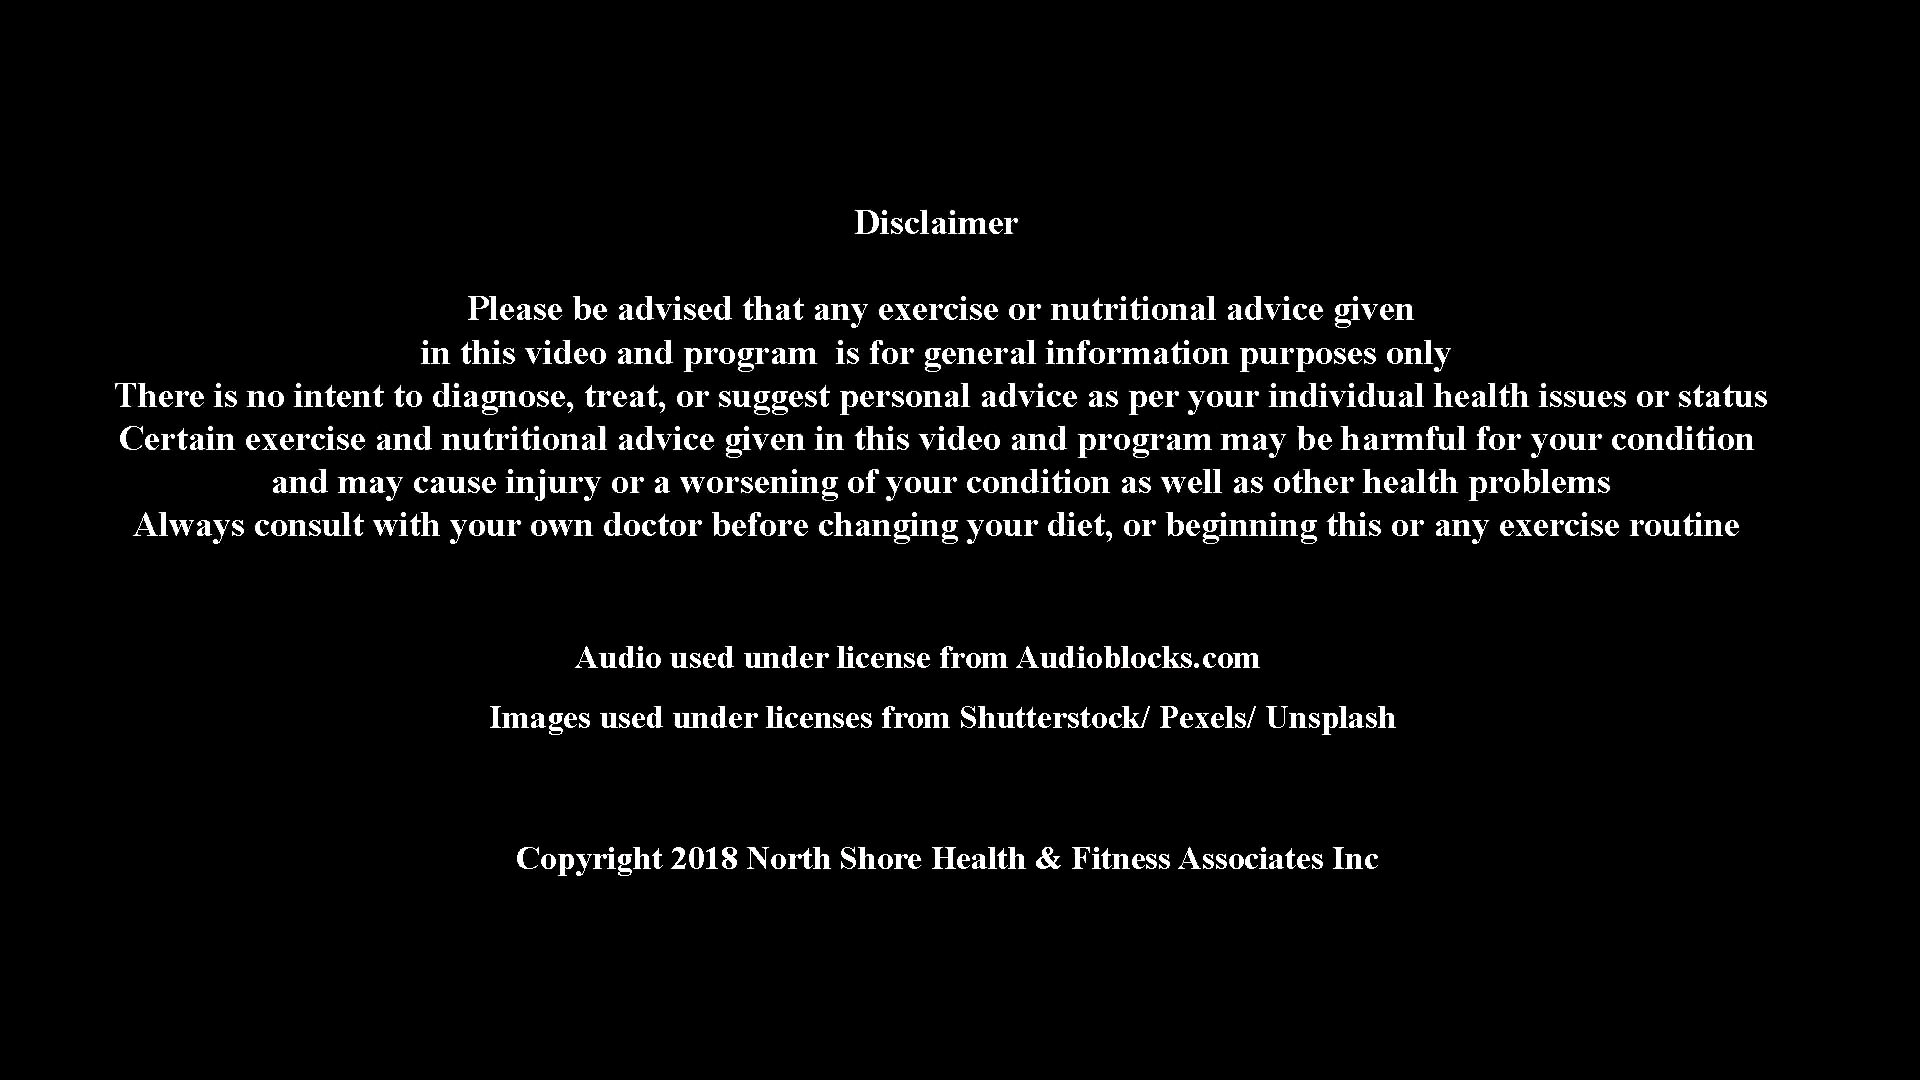 Disclaimer
Please be advised that any exercise or nutritional advice given
in this video and program  is for general information purposes only
There is no intent to diagnose, treat, or suggest personal advice as per your individual health issues or status
Certain exercise and nutritional advice given in this video and program may be harmful for your condition
and may cause injury or a worsening of your condition as well as other health problems
Always consult with your own doctor before changing your diet, or beginning this or any exercise routine
Audio used under license from Audioblocks.com
Images used under licenses from Shutterstock/ Pexels/ Unsplash
Copyright 2018 North Shore Health & Fitness Associates Inc